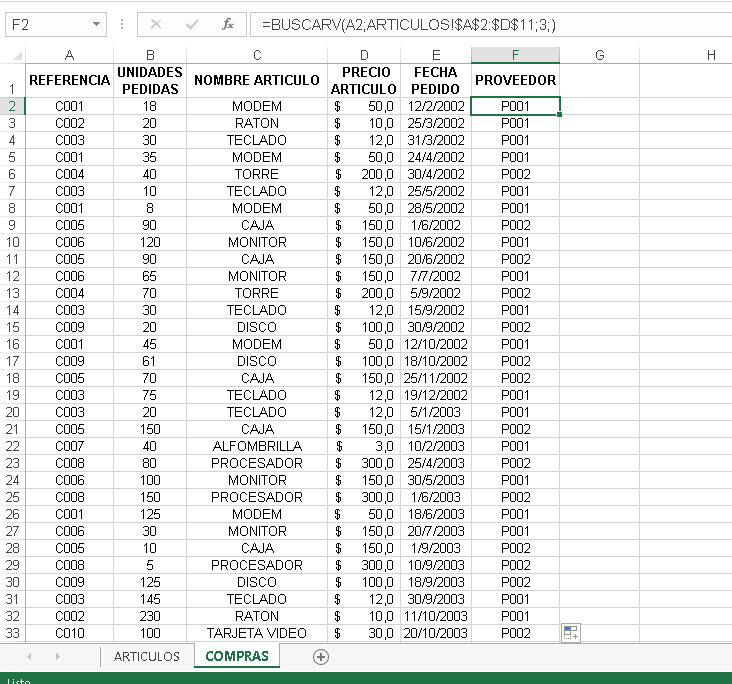 F2 fx =BUSCARV(A2;ARTICULOS!$A$2:$D$11;3;)
A B C D E F G H
1 REFERENCIA UNIDADES PEDIDAS NOMBRE ARTICULO PRECIO ARTICULO FECHA PEDIDO PROVEEDOR
2 C001 18 MODEM $ 50,0 12/2/2002 P001
3 C002 20 RATON $ 10,0 25/3/2002 P001
4 C003 30 TECLADO $ 12,0 31/3/2002 P001
5 C001 35 MODEM $ 50,0 24/4/2002 P001
6 C004 40 TORRE $ 200,0 30/4/2002 P002
7 C003 10 TECLADO $ 12,0 25/5/2002 P001
8 C001 8 MODEM $ 50,0 28/5/2002 P001
9 C005 90 CAJA $ 150,0 1/6/2002 P002
10 C006 120 MONITOR $ 150,0 10/6/2002 P001
11 C005 90 CAJA $ 150,0 20/6/2002 P002
12 C006 65 MONITOR $ 150,0 7/7/2002 P001
13 C004 70 TORRE $ 200,0 5/9/2002 P002
14 C003 30 TECLADO $ 12,0 15/9/2002 P001
15 C009 20 DISCO $ 100,0 30/9/2002 P002
16 C001 45 MODEM $ 50,0 12/10/2002 P001
17 C009 61 DISCO $ 100,0 18/10/2002 P002
18 C005 70 CAJA $ 150,0 25/11/2002 P002
19 C003 75 TECLADO $ 12,0 19/12/2002 P001
20 C003 20 TECLADO $ 12,0 5/1/2003 P001
21 C005 150 CAJA $ 150,0 15/1/2003 P002
22 C007 40 ALFOMBRILLA $ 3,0 10/2/2003 P001
23 C008 80 PROCESADOR $ 300,0 25/4/2003 P002
24 C006 100 MONITOR $ 150,0 30/5/2003 P001
25 C008 150 PROCESADOR $ 300,0 1/6/2003 P002
26 C001 125 MODEM $ 50,0 18/6/2003 P001
27 C006 30 MONITOR $ 150,0 20/7/2003 P001
28 C005 10 CAJA $ 150,0 1/9/2003 P002
29 C008 5 PROCESADOR $ 300,0 10/9/2003 P002
30 C009 125 DISCO $ 100,0 18/9/2003 P002
31 C003 145 TECLADO $ 12,0 30/9/2003 P001
32 C002 230 RATON $ 10,0 11/10/2003 P001
33 C010 100 TARJETA VIDEO $ 30,0 20/10/2003 P002
ARTICULOS COMPRAS
Listo